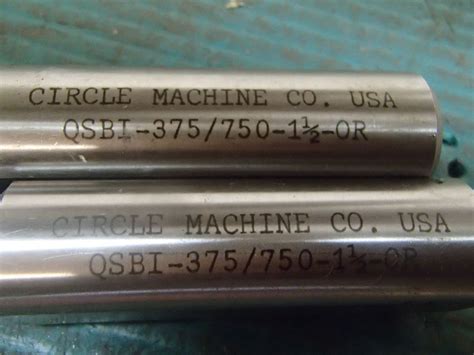 CIRCLE MACHINE CO. USA
QSBI-375/750-1½-OR
CIRCLE MACHINE CO. USA
QSBI-375/750-1½-OR